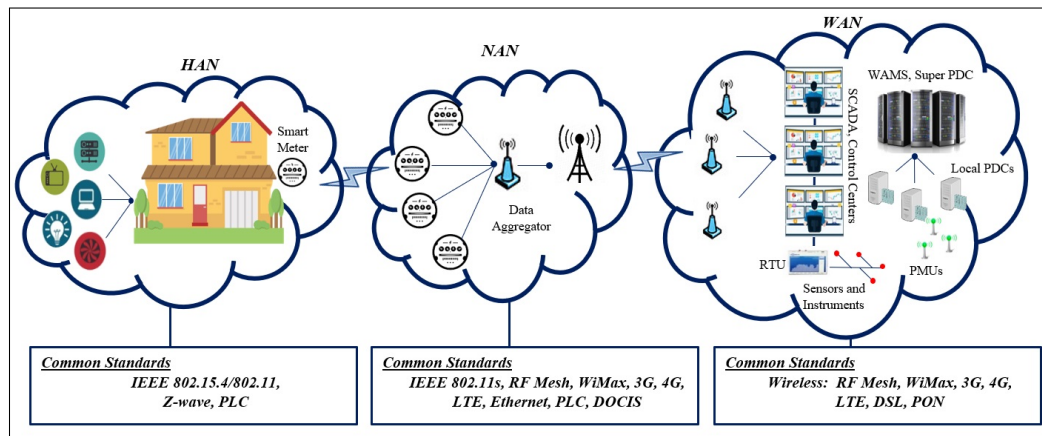 HAN
NAN
WAN
Smart
Meter
Data
Aggregator
SCADA, Control Centers
WAMS, Super PDC
Local PDCs
PMUs
RTU
Sensors and
Instruments
Common Standards
IEEE 802.15.4/802.11,
Z-wave, PLC
Common Standards
IEEE 802.11s, RF Mesh, WiMax, 3G, 4G,
LTE, Ethernet, PLC, DOCIS
Common Standards
Wireless: RF Mesh, WiMax, 3G, 4G,
LTE, DSL, PON